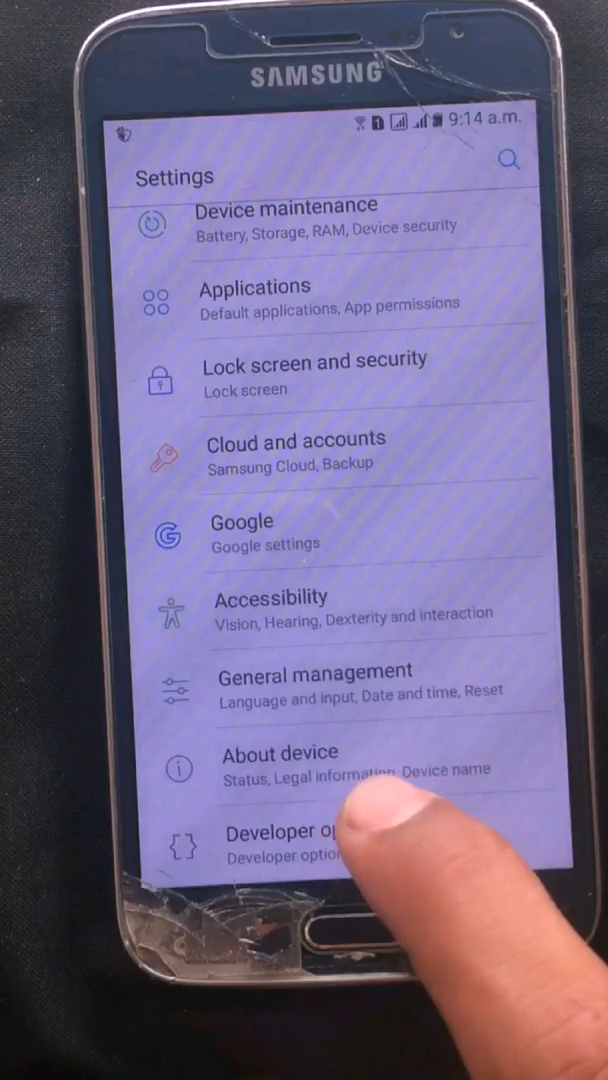 SAMSUNG
1 9:14 a.m.
Settings
Device maintenance
Battery, Storage, RAM, Device security
Applications
Default applications, App permissions
Lock screen and security
Lock screen
Cloud and accounts
Samsung Cloud, Backup
G
Google
Google settings
Accessibility
Vision, Hearing, Dexterity and interaction
General management
Language and input, Date and time, Reset
About device
Status, Legal information, Device name
Developer op
Developer option